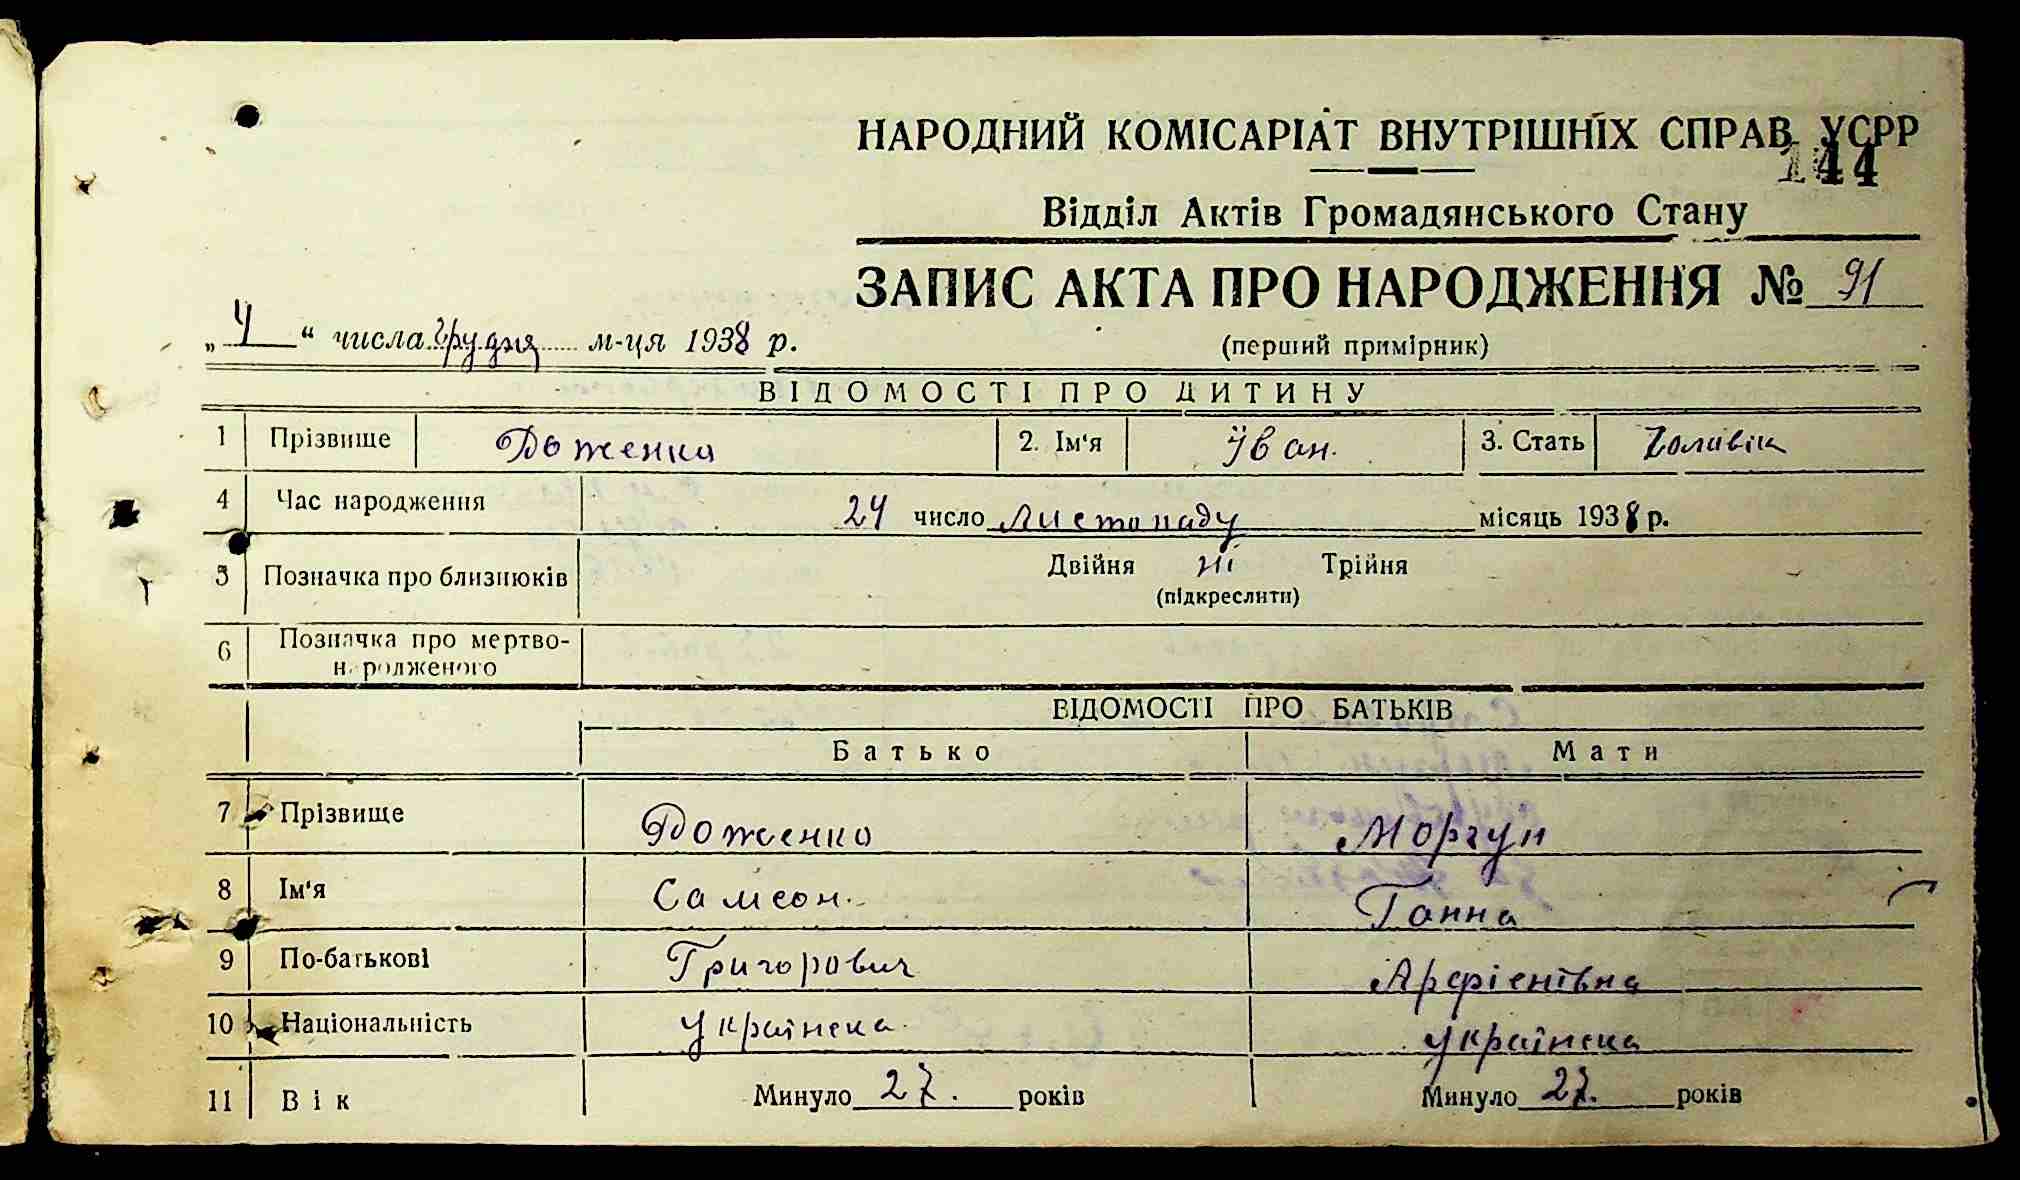 НАРОДНИЙ КОМІСАРІАТ ВНУТРІШНІХ СПРАВ УСРР
144
Відділ Актів Громадянського Стану
ЗАПИС АКТА ПРО НАРОДЖЕННЯ № 91
„ 4 “ числа грудня м-ця 1938 р.
(перший примірник)
ВІДОМОСТІ ПРО ДИТИНУ
1 Прізвище Доженко 2. Ім'я Іван. 3. Стать Чоловік
4 Час народження 24 число листопаду місяць 1938 р.
5 Позначка про близнюків Двійня ні Трійня
(підкреслити)
6 Позначка про мертво-
народженого
ВІДОМОСТІ ПРО БАТЬКІВ
Батько Мати
7 Прізвище Доженко Моргун
8 Ім'я Самсон. Ганна
9 По-батькові Григорович Арфієнівна
10 Національність українска українска
11 Вік Минуло 27. років Минуло 27. років